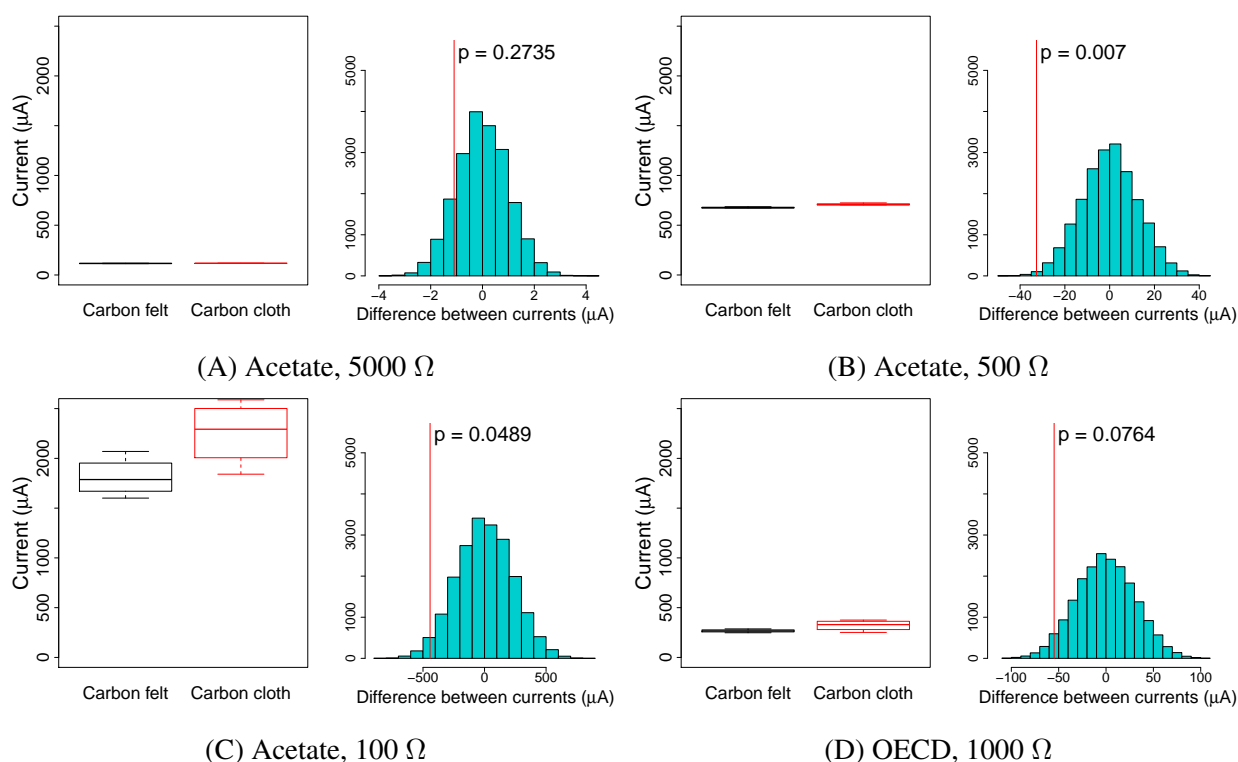 Current (μA)
0
500
1000
2000
Carbon felt
Carbon cloth
p = 0.2735
0
1000
3000
5000
−4
−2
0
2
4
Difference between currents (μA)
(A) Acetate, 5000 Ω
Current (μA)
0
500
1000
2000
Carbon felt
Carbon cloth
p = 0.007
0
1000
3000
5000
−40
−20
0
20
40
Difference between currents (μA)
(B) Acetate, 500 Ω
Current (μA)
0
500
1000
2000
Carbon felt
Carbon cloth
p = 0.0489
0
1000
3000
5000
−500
0
500
Difference between currents (μA)
(C) Acetate, 100 Ω
Current (μA)
0
500
1000
2000
Carbon felt
Carbon cloth
p = 0.0764
0
1000
3000
5000
−100
−50
0
50
100
Difference between currents (μA)
(D) OECD, 1000 Ω